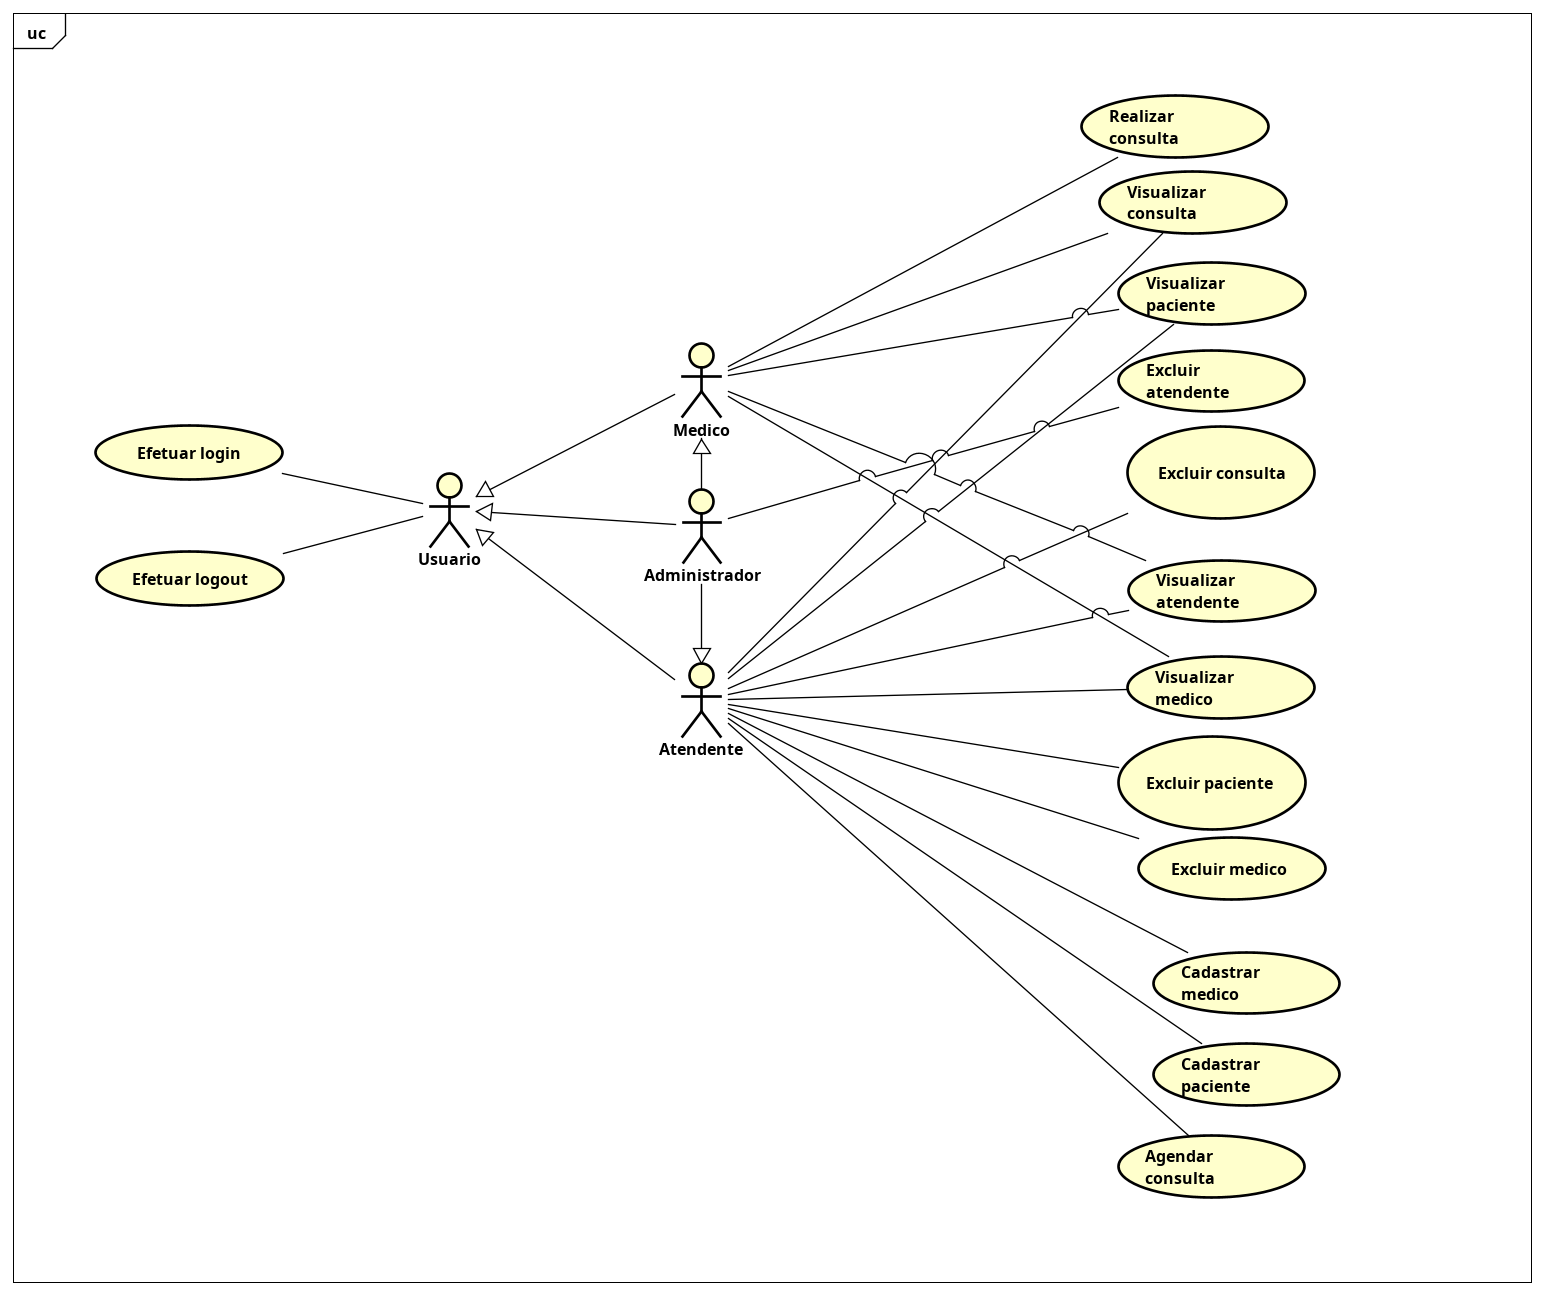 uc
Realizar
consulta
Visualizar
consulta
Visualizar
paciente
Excluir
atendente
Medico
Efetuar login
Excluir consulta
Usuario
Administrador
Efetuar logout
Visualizar
atendente
Visualizar
medico
Atendente
Excluir paciente
Excluir medico
Cadastrar
medico
Cadastrar
paciente
Agendar
consulta